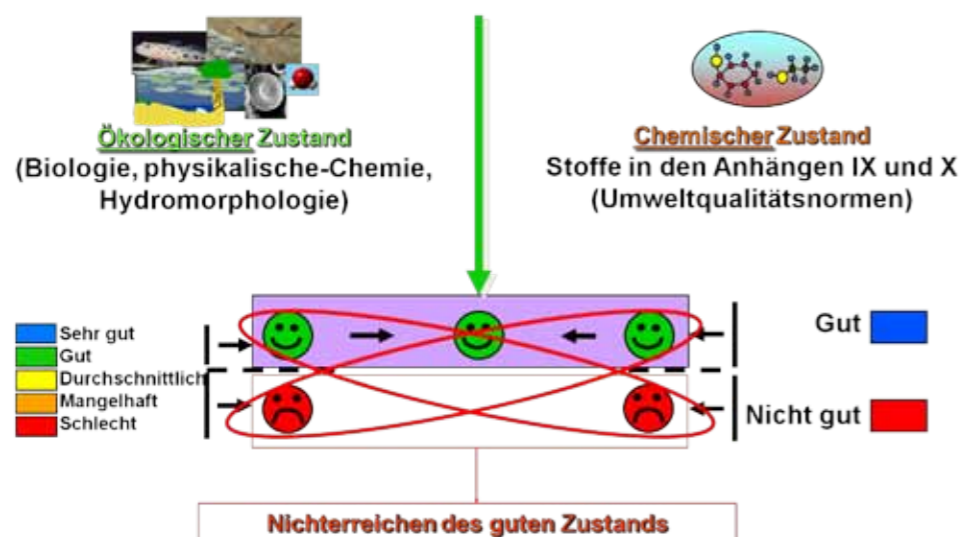 Ökologischer Zustand
(Biologie, physikalische-Chemie,
Hydromorphologie)
Chemischer Zustand
Stoffe in den Anhängen IX und X
(Umweltqualitätsnormen)
Sehr gut
Gut
Durchschnittlich
Mangelhaft
Schlecht
Gut
Nicht gut
Nichterreichen des guten Zustands